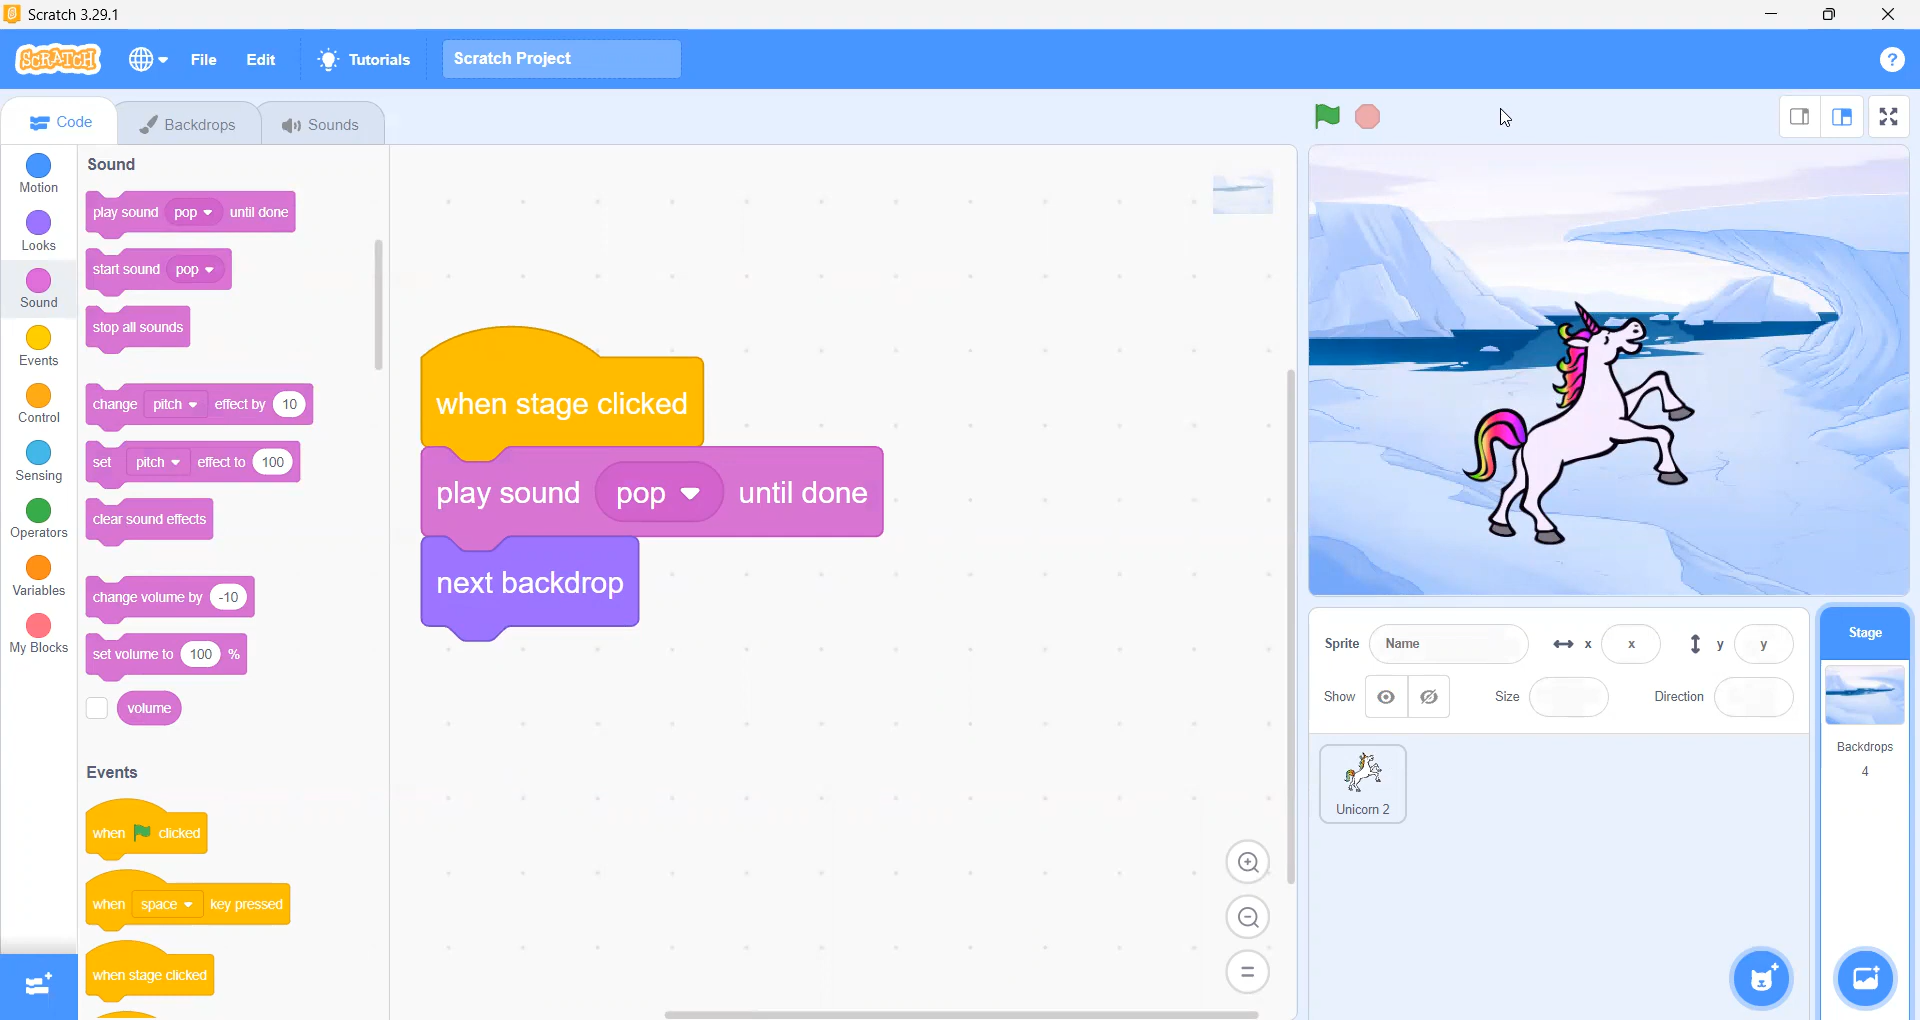 Scratch 3.29.1
SCRATCH
File
Edit
Tutorials
Scratch Project
?
Code
Backdrops
Sounds
Motion
Looks
Sound
Events
Control
Sensing
Operators
Variables
My Blocks
Sound
play sound pop until done
start sound pop
stop all sounds
change pitch effect by 10
set pitch effect to 100
clear sound effects
change volume by -10
set volume to 100 %
volume
Events
when clicked
when space key pressed
when stage clicked
when stage clicked
play sound pop until done
next backdrop
Sprite Name x x y y
Show Size Direction
Unicorn 2
Stage
Backdrops
4